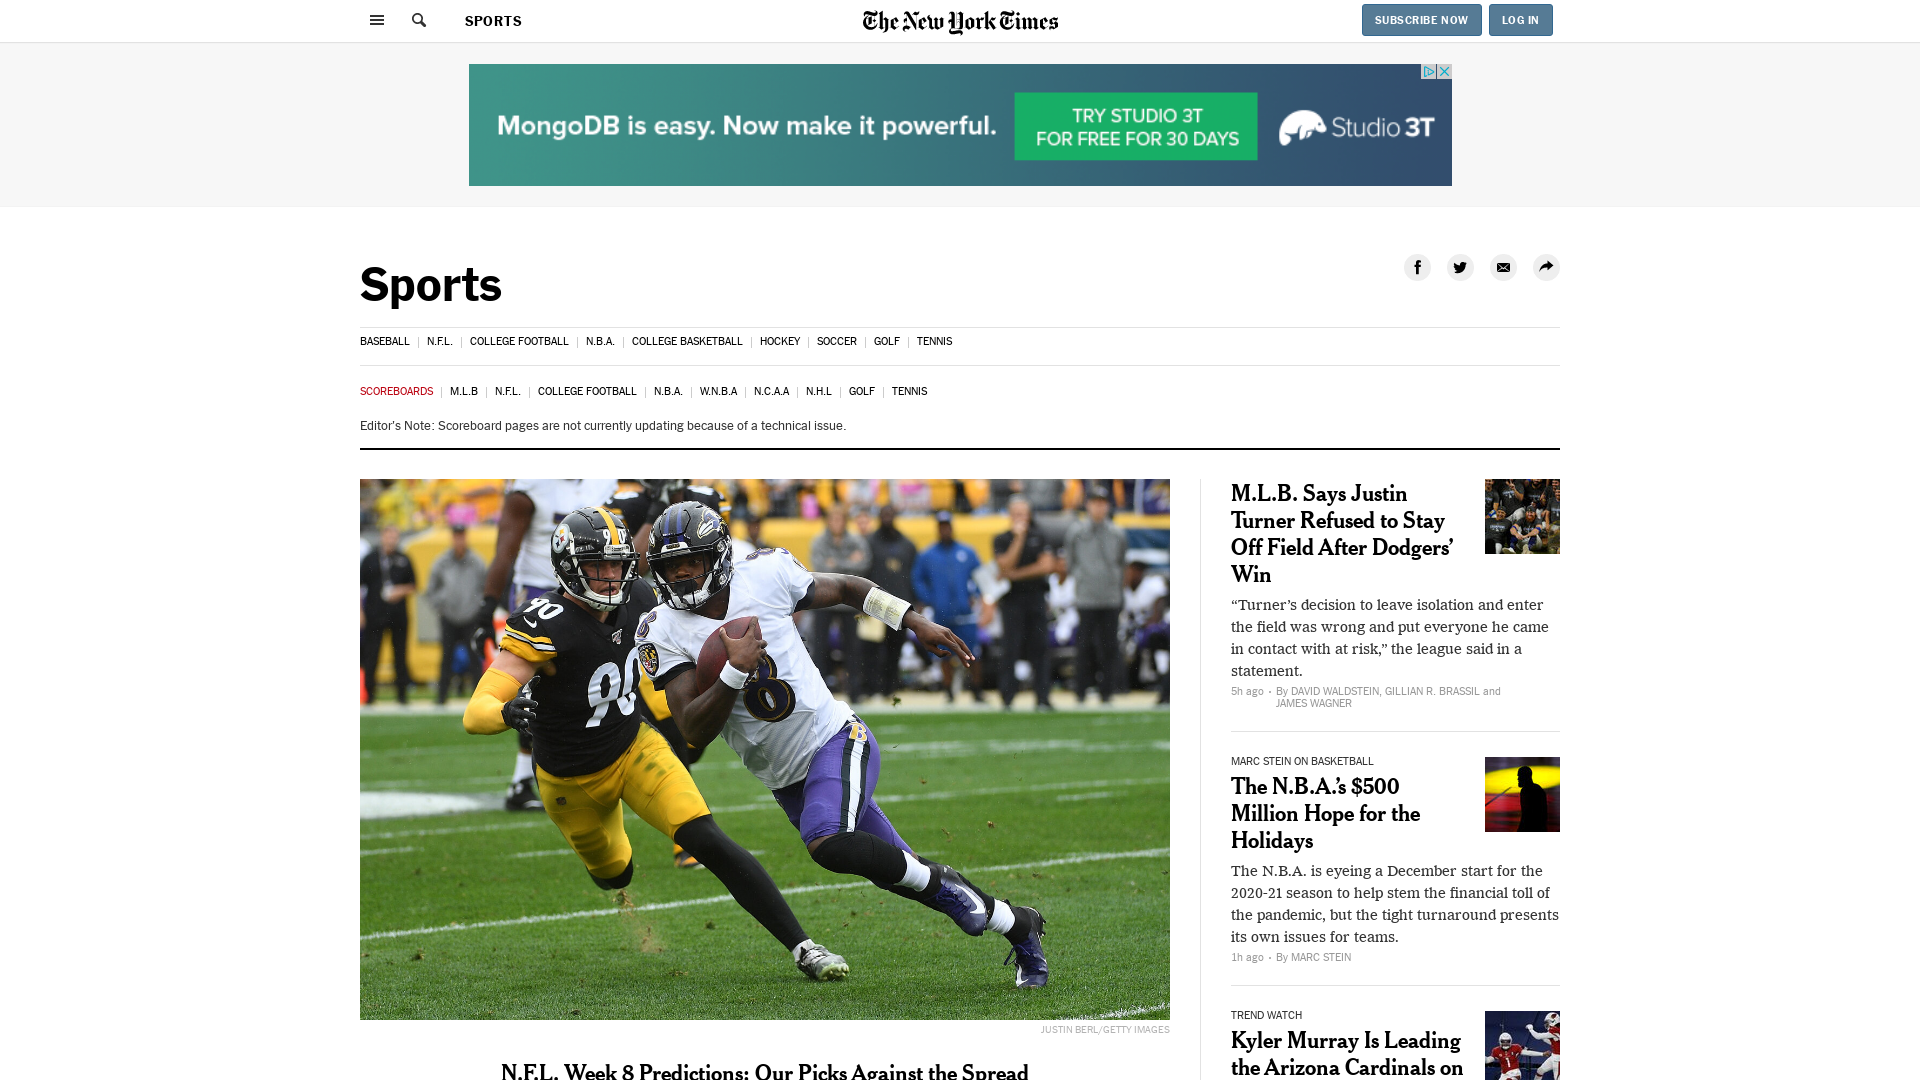 SPORTS
The New York Times
SUBSCRIBE NOW
LOG IN
MongoDB is easy. Now make it powerful.
TRY STUDIO 3T
FOR FREE FOR 30 DAYS
Studio 3T
Sports
BASEBALL
N.F.L.
COLLEGE FOOTBALL
N.B.A.
COLLEGE BASKETBALL
HOCKEY
SOCCER
GOLF
TENNIS
SCOREBOARDS
M.L.B
N.F.L.
COLLEGE FOOTBALL
N.B.A.
W.N.B.A
N.C.A.A
N.H.L
GOLF
TENNIS
Editor's Note: Scoreboard pages are not currently updating because of a technical issue.
90
90
8
8
B
JUSTIN BERL/GETTY IMAGES
N.F.L. Week 8 Predictions: Our Picks Against the Spread
M.L.B. Says Justin
Turner Refused to Stay
Off Field After Dodgers’
Win
“Turner’s decision to leave isolation and enter
the field was wrong and put everyone he came
in contact with at risk,” the league said in a
statement.
5h ago · By DAVID WALDSTEIN, GILLIAN R. BRASSIL and
JAMES WAGNER
MARC STEIN ON BASKETBALL
The N.B.A.’s $500
Million Hope for the
Holidays
The N.B.A. is eyeing a December start for the
2020-21 season to help stem the financial toll of
the pandemic, but the tight turnaround presents
its own issues for teams.
1h ago · By MARC STEIN
TREND WATCH
Kyler Murray Is Leading
the Arizona Cardinals on